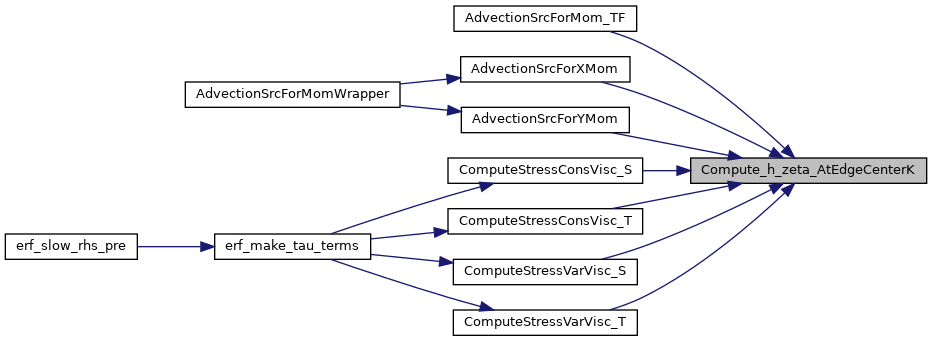 AdvectionSrcForMom_TF
AdvectionSrcForXMom
AdvectionSrcForMomWrapper
AdvectionSrcForYMom
ComputeStressConsVisc_S
Compute_h_zeta_AtEdgeCenterK
ComputeStressConsVisc_T
erf_slow_rhs_pre
erf_make_tau_terms
ComputeStressVarVisc_S
ComputeStressVarVisc_T